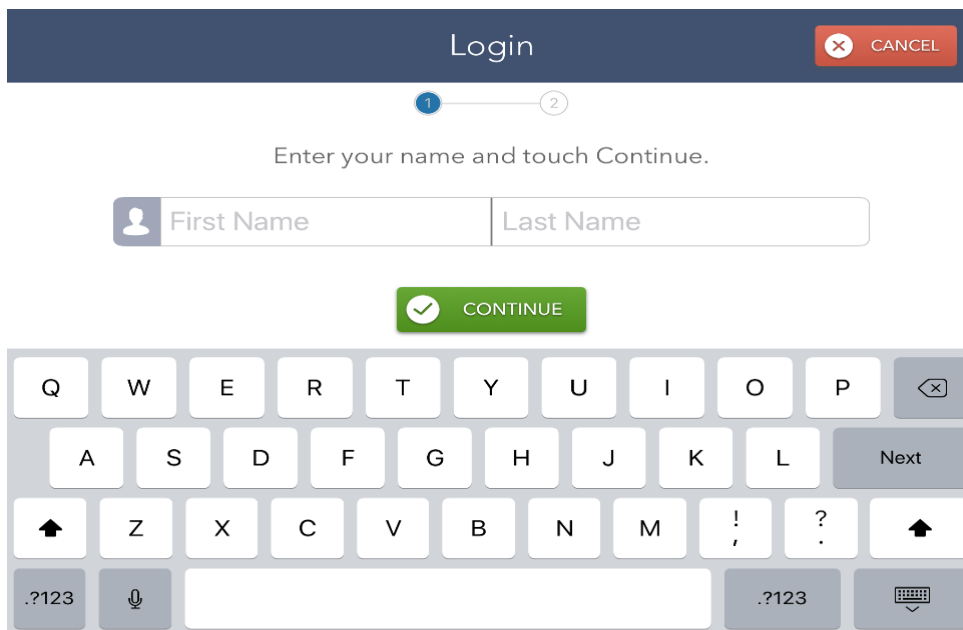 Login
CANCEL
1 2
Enter your name and touch Continue.
First Name Last Name
CONTINUE
Q W E R T Y U I O P
A S D F G H J K L Next
Z X C V B N M ! , ? .
.?123 .?123